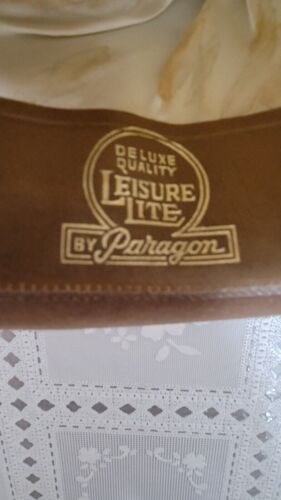 DELUXE
QUALITY
LEISURE
LITE
BY Paragon